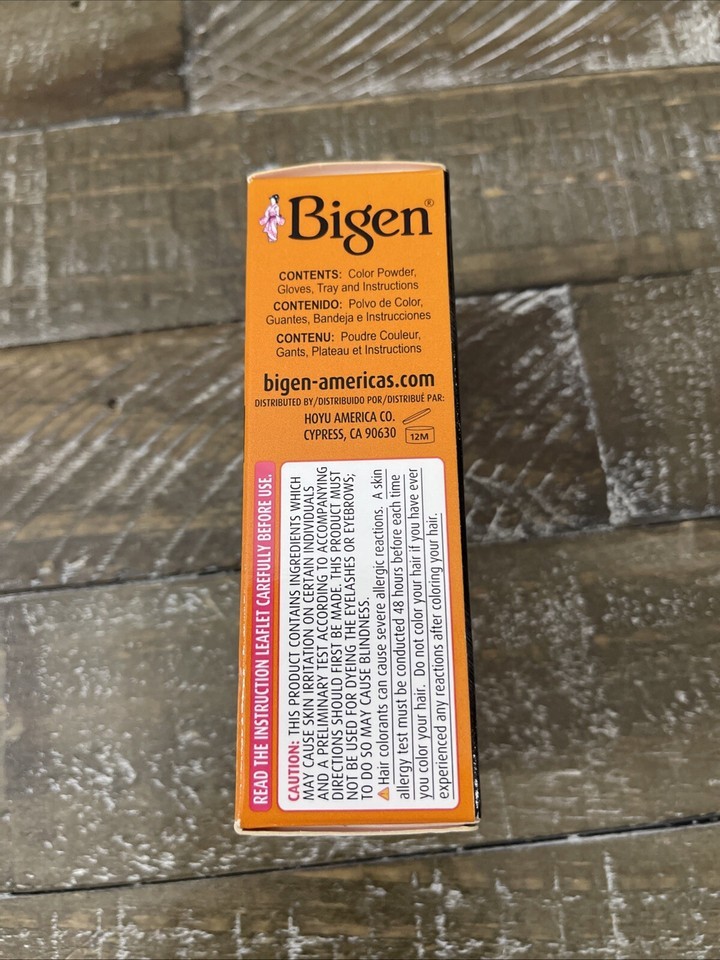 Bigen®
CONTENTS: Color Powder,
Gloves, Tray and Instructions
CONTENIDO: Polvo de Color,
Guantes, Bandeja e Instrucciones
CONTENU: Poudre Couleur,
Gants, Plateau et Instructions
bigen-americas.com
DISTRIBUTED BY/DISTRIBUIDO POR/DISTRIBUÉ PAR:
HOYU AMERICA CO.
CYPRESS, CA 90630
12M
READ THE INSTRUCTION LEAFLET CAREFULLY BEFORE USE.
CAUTION: THIS PRODUCT CONTAINS INGREDIENTS WHICH
MAY CAUSE SKIN IRRITATION ON CERTAIN INDIVIDUALS
AND A PRELIMINARY TEST ACCORDING TO ACCOMPANYING
DIRECTIONS SHOULD FIRST BE MADE. THIS PRODUCT MUST
NOT BE USED FOR DYEING THE EYELASHES OR EYEBROWS;
TO DO SO MAY CAUSE BLINDNESS.
⚠ Hair colorants can cause severe allergic reactions. A skin
allergy test must be conducted 48 hours before each time
you color your hair. Do not color your hair if you have ever
experienced any reactions after coloring your hair.